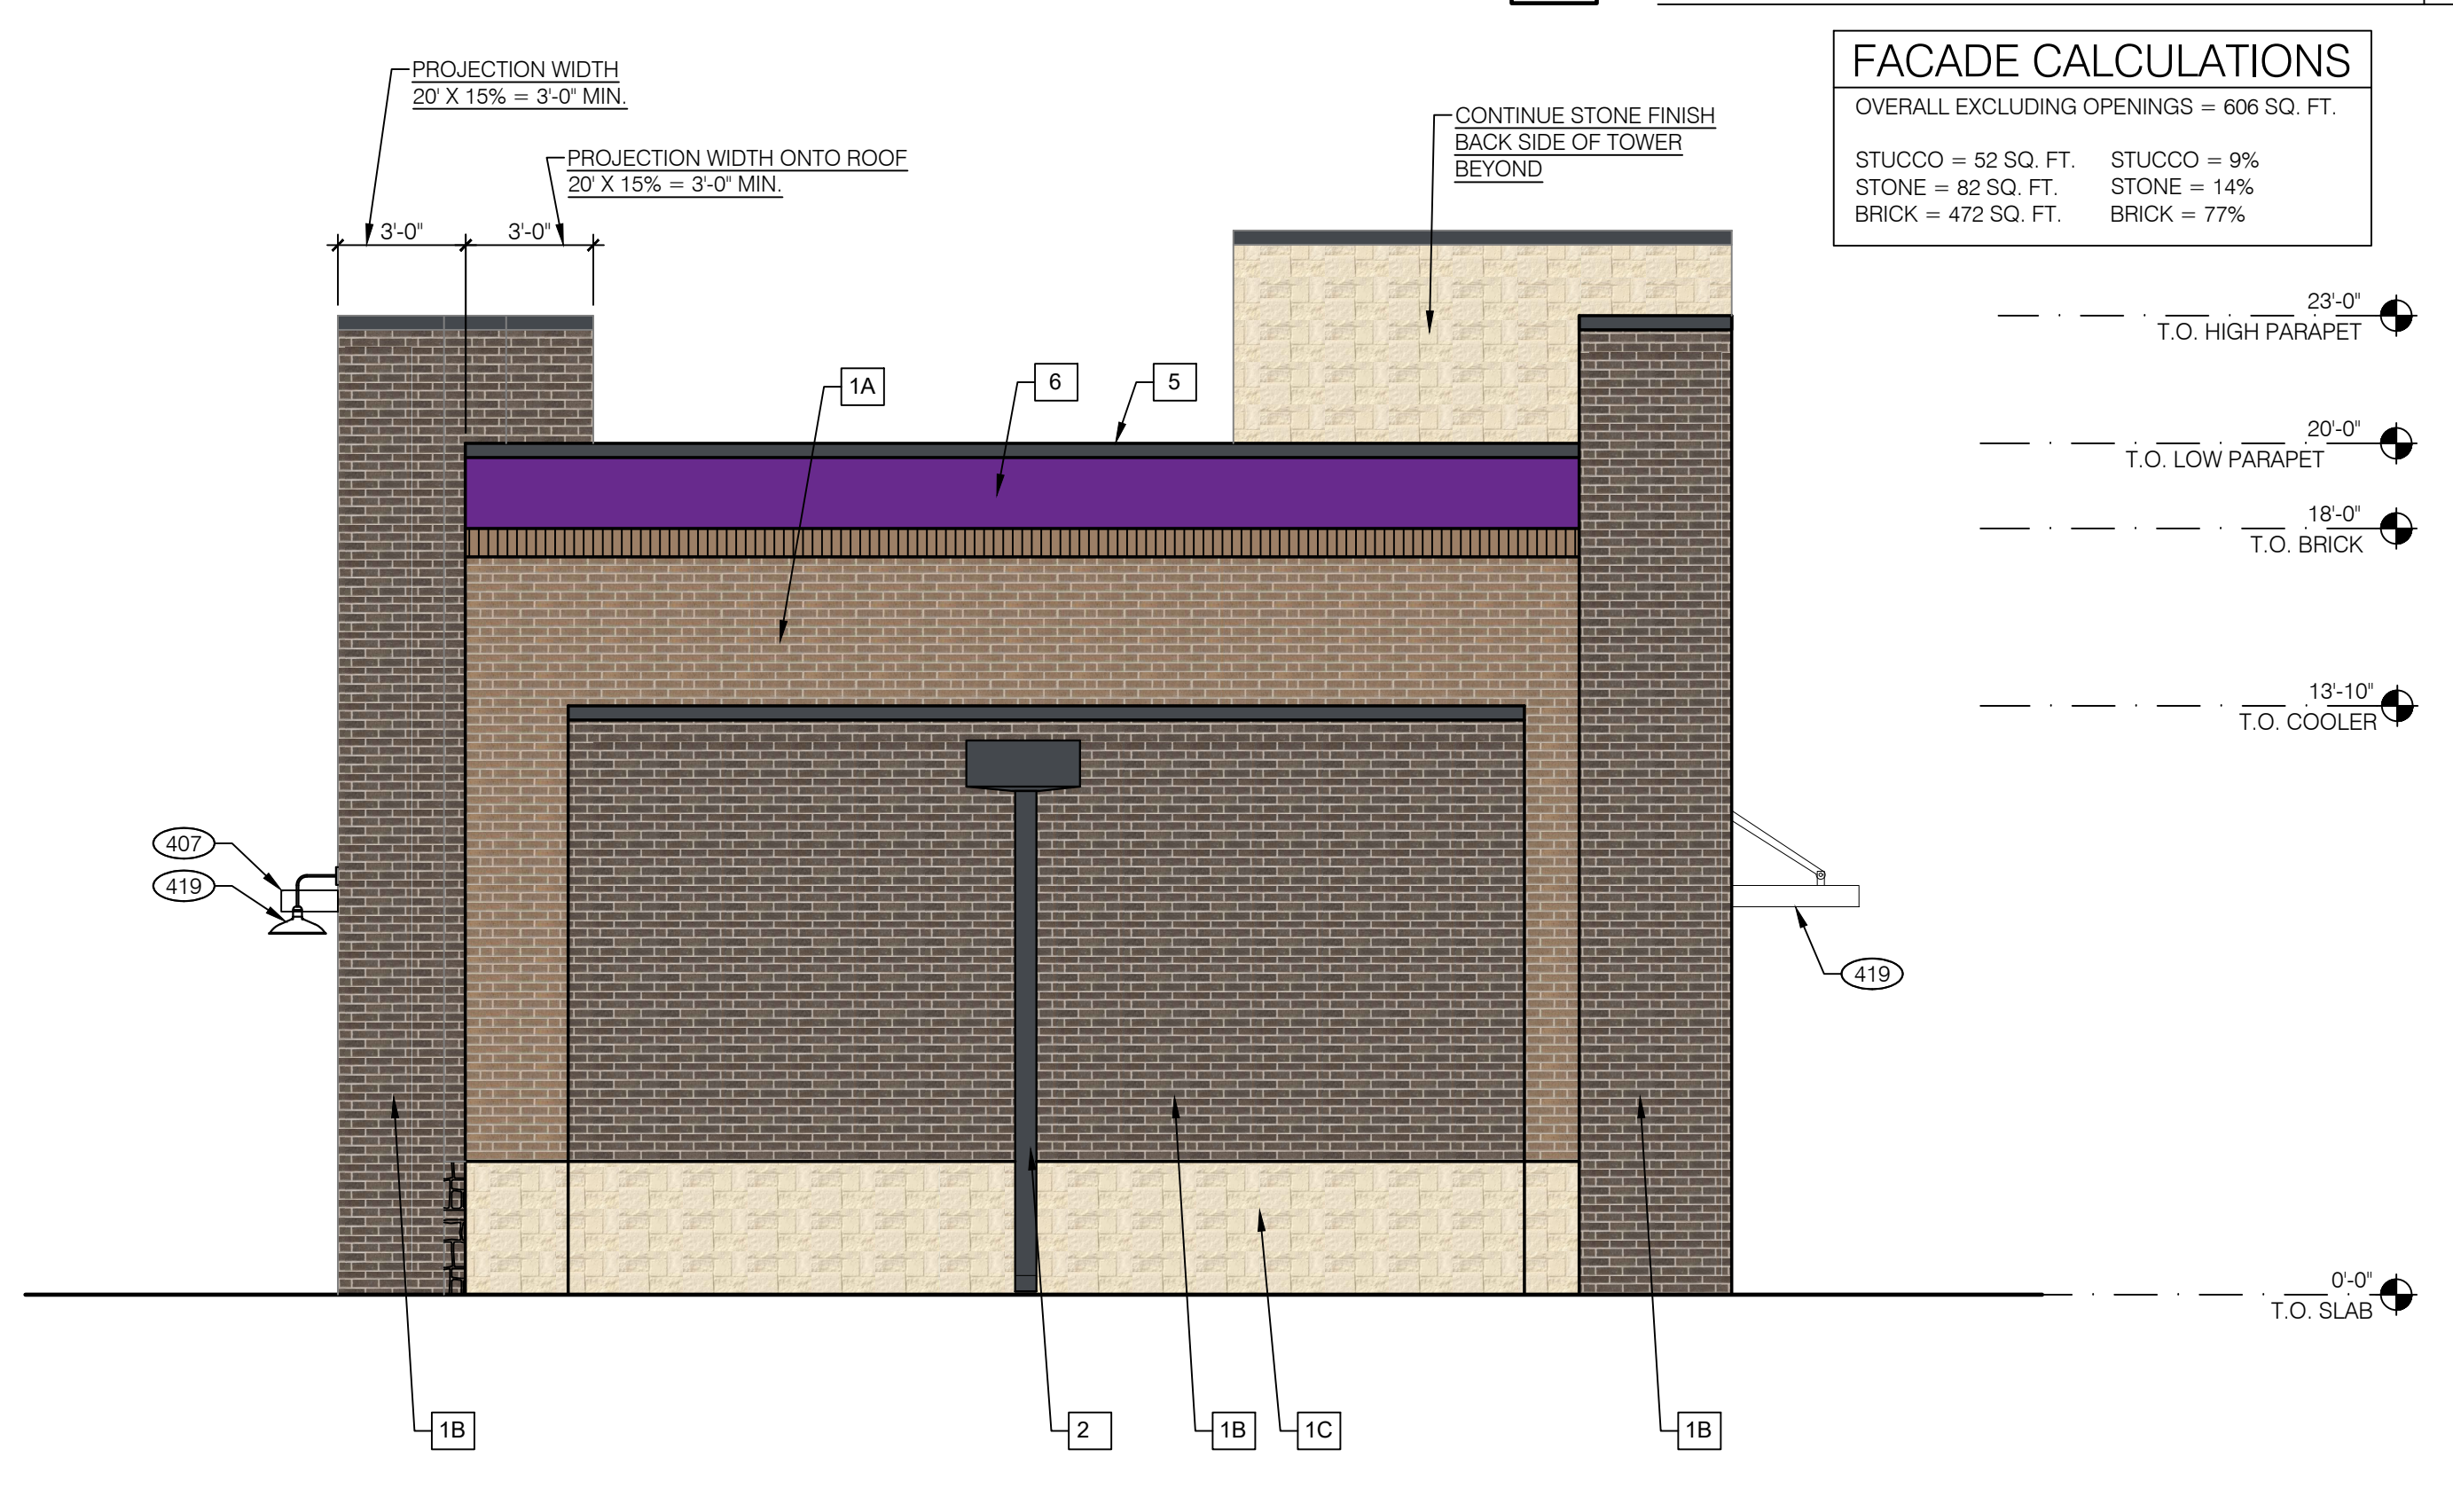 FACADE CALCULATIONS
OVERALL EXCLUDING OPENINGS = 606 SQ. FT.
STUCCO = 52 SQ. FT. STUCCO = 9%
STONE = 82 SQ. FT. STONE = 14%
BRICK = 472 SQ. FT. BRICK = 77%
PROJECTION WIDTH
20' X 15% = 3'-0" MIN.
PROJECTION WIDTH ONTO ROOF
20' X 15% = 3'-0" MIN.
CONTINUE STONE FINISH
BACK SIDE OF TOWER
BEYOND
3'-0" 3'-0"
23'-0"
T.O. HIGH PARAPET
1A 6 5
20'-0"
T.O. LOW PARAPET
18'-0"
T.O. BRICK
13'-10"
T.O. COOLER
407
419
419
0'-0"
T.O. SLAB
1B 2 1B 1C 1B